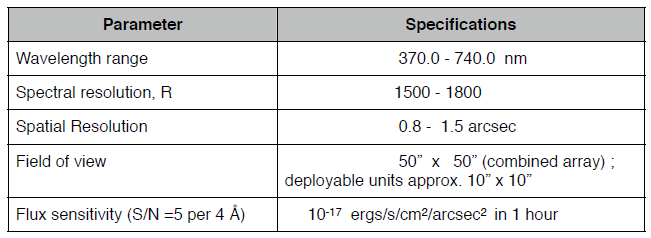 Parameter Specifications
Wavelength range 370.0 - 740.0 nm
Spectral resolution, R 1500 - 1800
Spatial Resolution 0.8 - 1.5 arcsec
Field of view 50” x 50” (combined array) ;
deployable units approx. 10” x 10”
Flux sensitivity (S/N =5 per 4 Å) 10⁻¹⁷ ergs/s/cm²/arcsec² in 1 hour